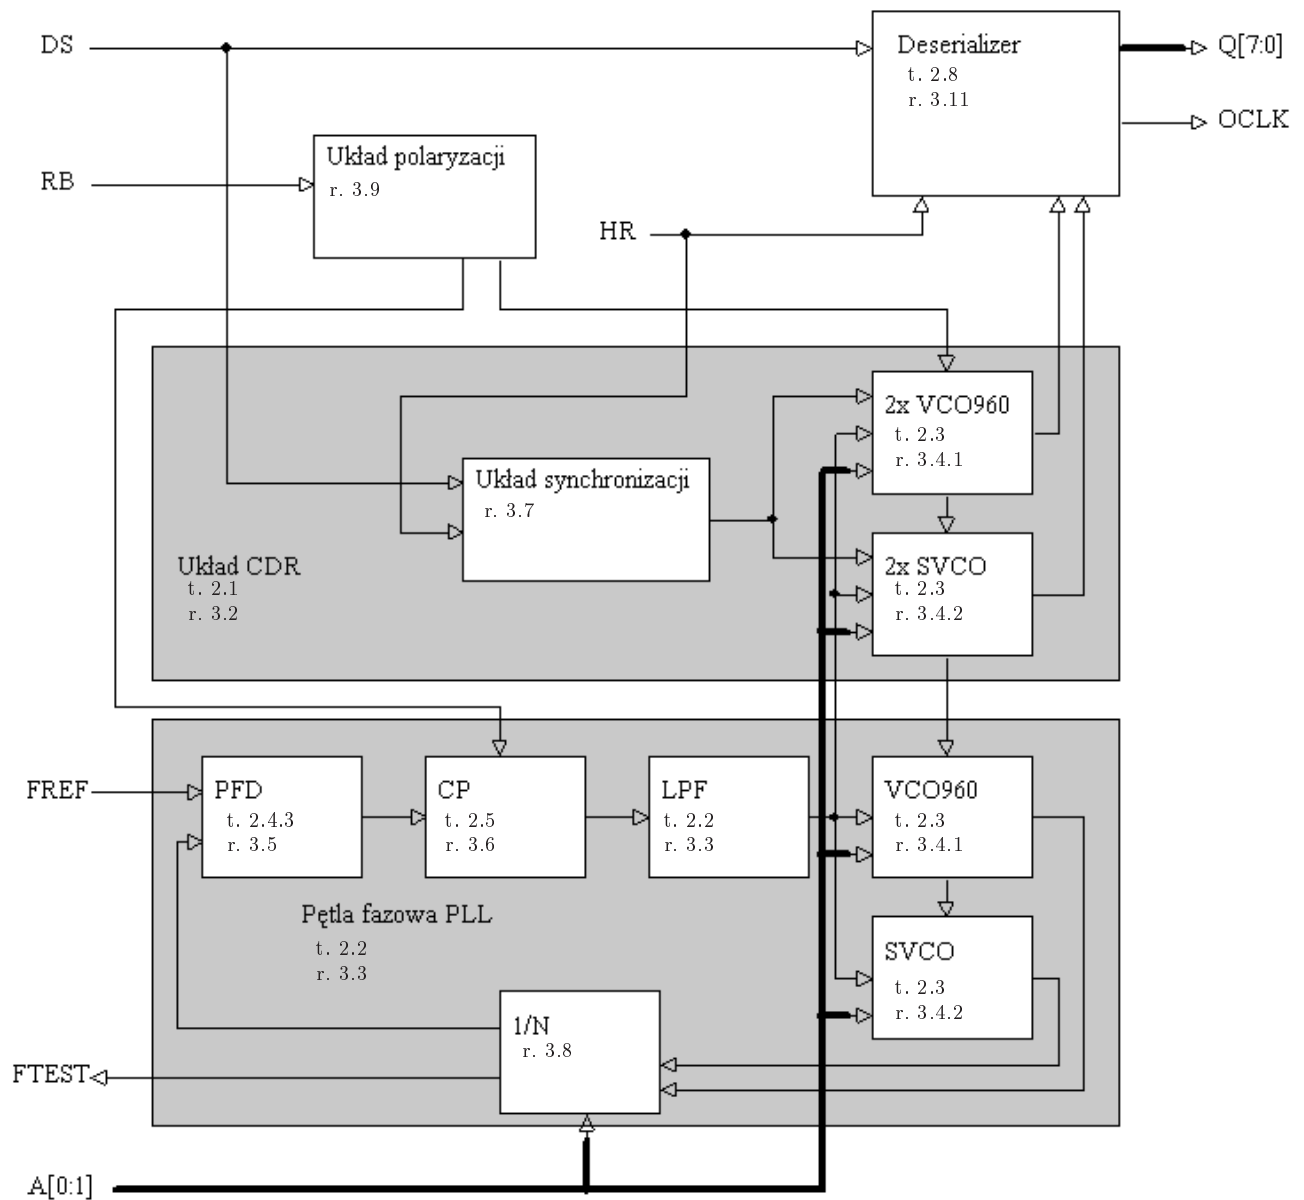 DS
Deserializer
t. 2.8
r. 3.11
Q[7:0]
OCLK
Układ polaryzacji
r. 3.9
RB
HR
2x VCO960
t. 2.3
r. 3.4.1
Układ synchronizacji
r. 3.7
Układ CDR
t. 2.1
r. 3.2
2x SVCO
t. 2.3
r. 3.4.2
FREF
PFD
t. 2.4.3
r. 3.5
CP
t. 2.5
r. 3.6
LPF
t. 2.2
r. 3.3
VCO960
t. 2.3
r. 3.4.1
Pętla fazowa PLL
t. 2.2
r. 3.3
SVCO
t. 2.3
r. 3.4.2
1/N
r. 3.8
FTEST
A[0:1]